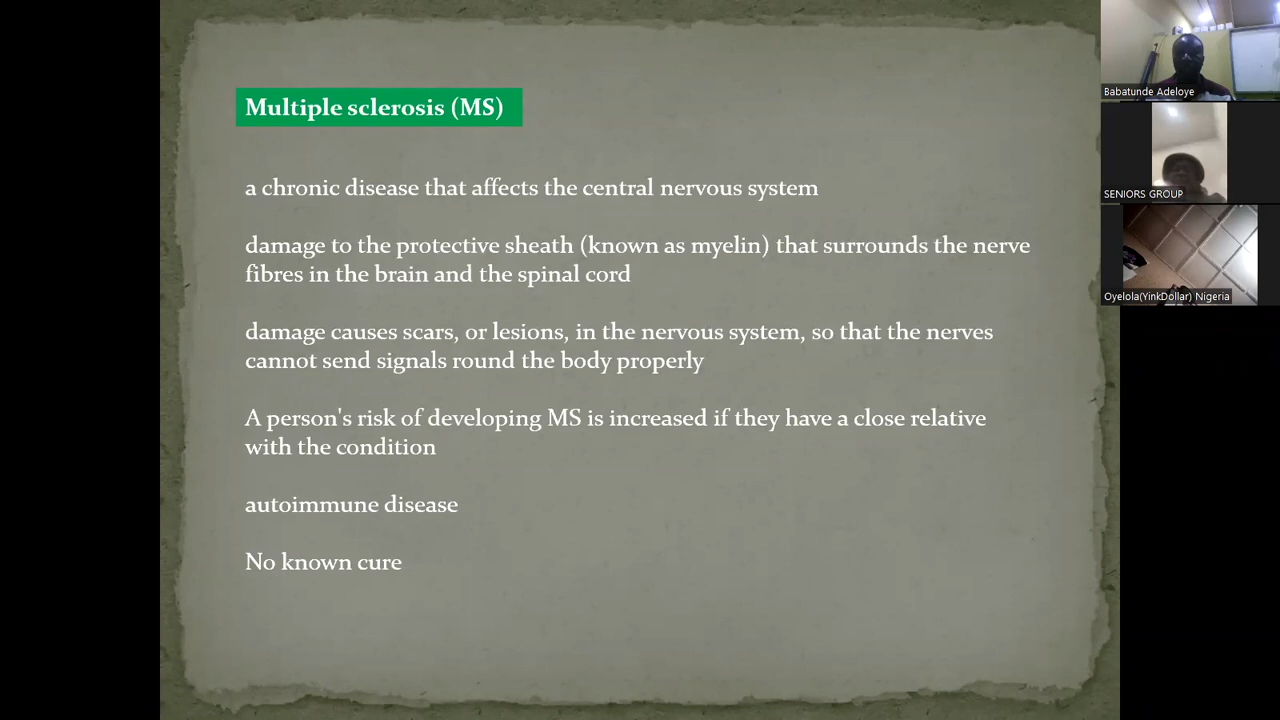 Multiple sclerosis (MS)
a chronic disease that affects the central nervous system
damage to the protective sheath (known as myelin) that surrounds the nerve
fibres in the brain and the spinal cord
damage causes scars, or lesions, in the nervous system, so that the nerves
cannot send signals round the body properly
A person's risk of developing MS is increased if they have a close relative
with the condition
autoimmune disease
No known cure
Babatunde Adeloye
SENIORS GROUP
Oyelola(YinkDollar) Nigeria